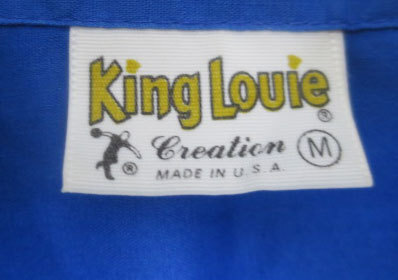 King Louie ®
® Creation M
MADE IN U.S.A.